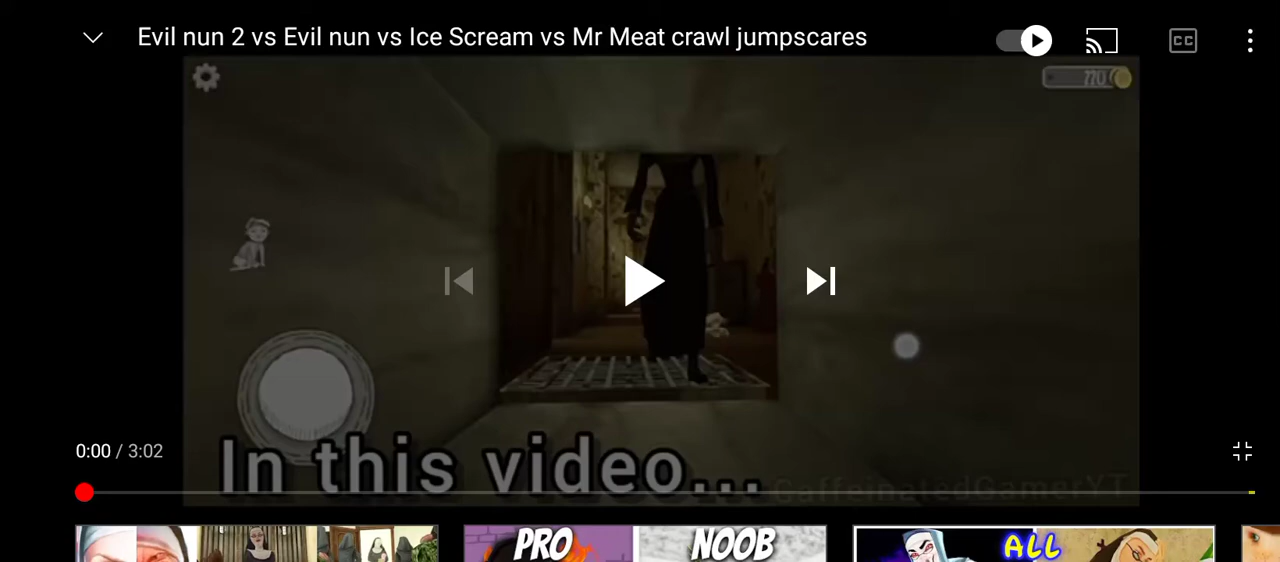 Evil nun 2 vs Evil nun vs Ice Scream vs Mr Meat crawl jumpscares
CC
770
0:00 / 3:02
In this video...
CaffeinatedGamerYT
PRO
NOOB
ALL